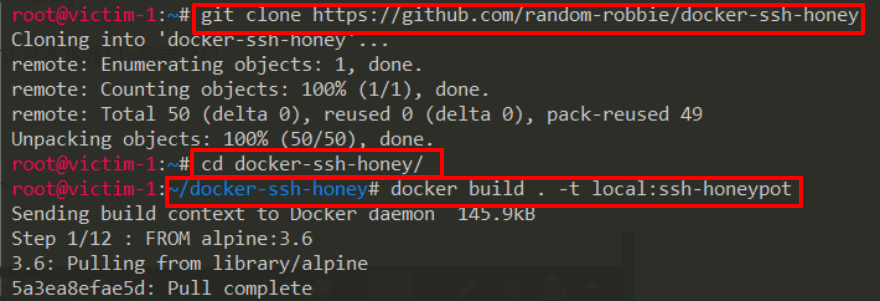 root@victim-1:~# git clone https://github.com/random-robbie/docker-ssh-honey
Cloning into 'docker-ssh-honey'...
remote: Enumerating objects: 1, done.
remote: Counting objects: 100% (1/1), done.
remote: Total 50 (delta 0), reused 0 (delta 0), pack-reused 49
Unpacking objects: 100% (50/50), done.
root@victim-1:~# cd docker-ssh-honey/
root@victim-1:~/docker-ssh-honey# docker build . -t local:ssh-honeypot
Sending build context to Docker daemon  145.9kB
Step 1/12 : FROM alpine:3.6
3.6: Pulling from library/alpine
5a3ea8efae5d: Pull complete